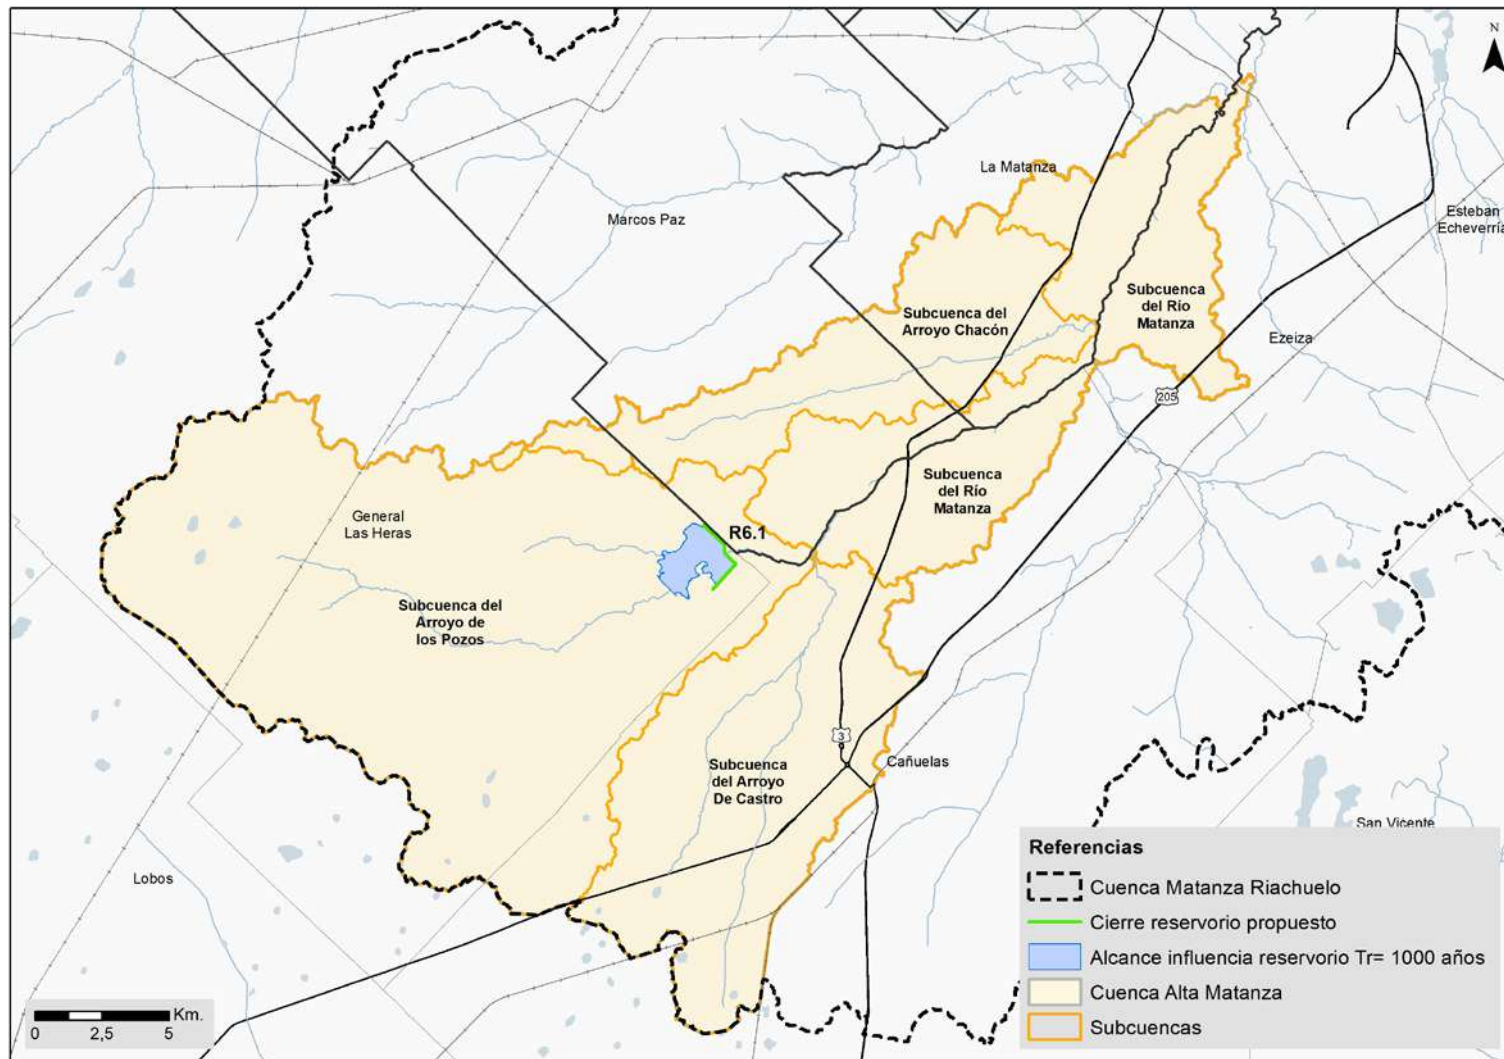 N
La Matanza
Marcos Paz
Esteban
Echeverría
Subcuenca
del Río
Matanza
Subcuenca del
Arroyo Chacón
Ezeiza
205
Subcuenca
del Río
Matanza
General
Las Heras
R6.1
Subcuenca del
Arroyo de
los Pozos
3
Cañuelas
Subcuenca
del Arroyo
De Castro
San Vicente
Lobos
Referencias
Cuenca Matanza Riachuelo
Cierre reservorio propuesto
Alcance influencia reservorio Tr= 1000 años
Cuenca Alta Matanza
Subcuencas
Km.
0 2,5 5